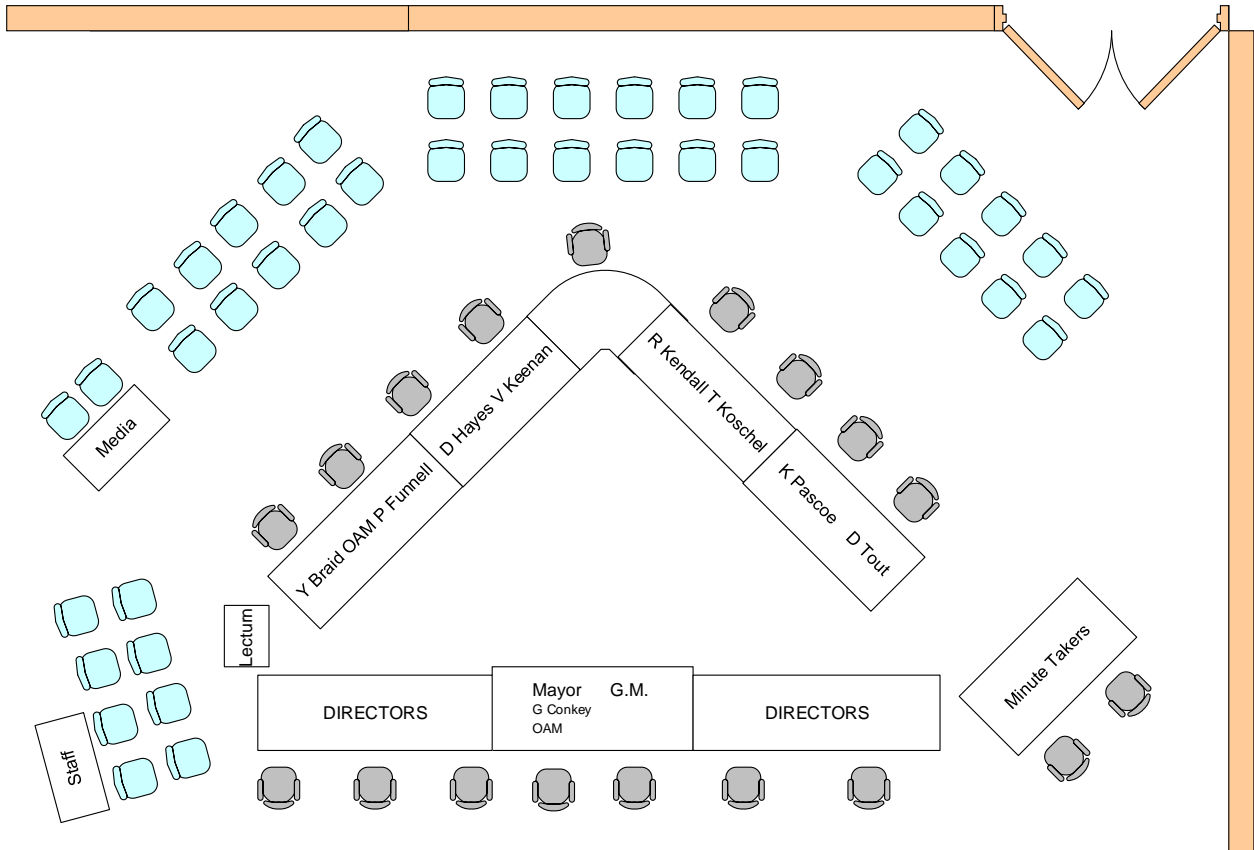 R Kendall T Koschel
D Hayes V Keenan
Media
Y Braid OAM P Funnell
K Pascoe D Tout
Lectum
Minute Takers
Mayor G.M.
G Conkey
OAM
DIRECTORS
DIRECTORS
Staff